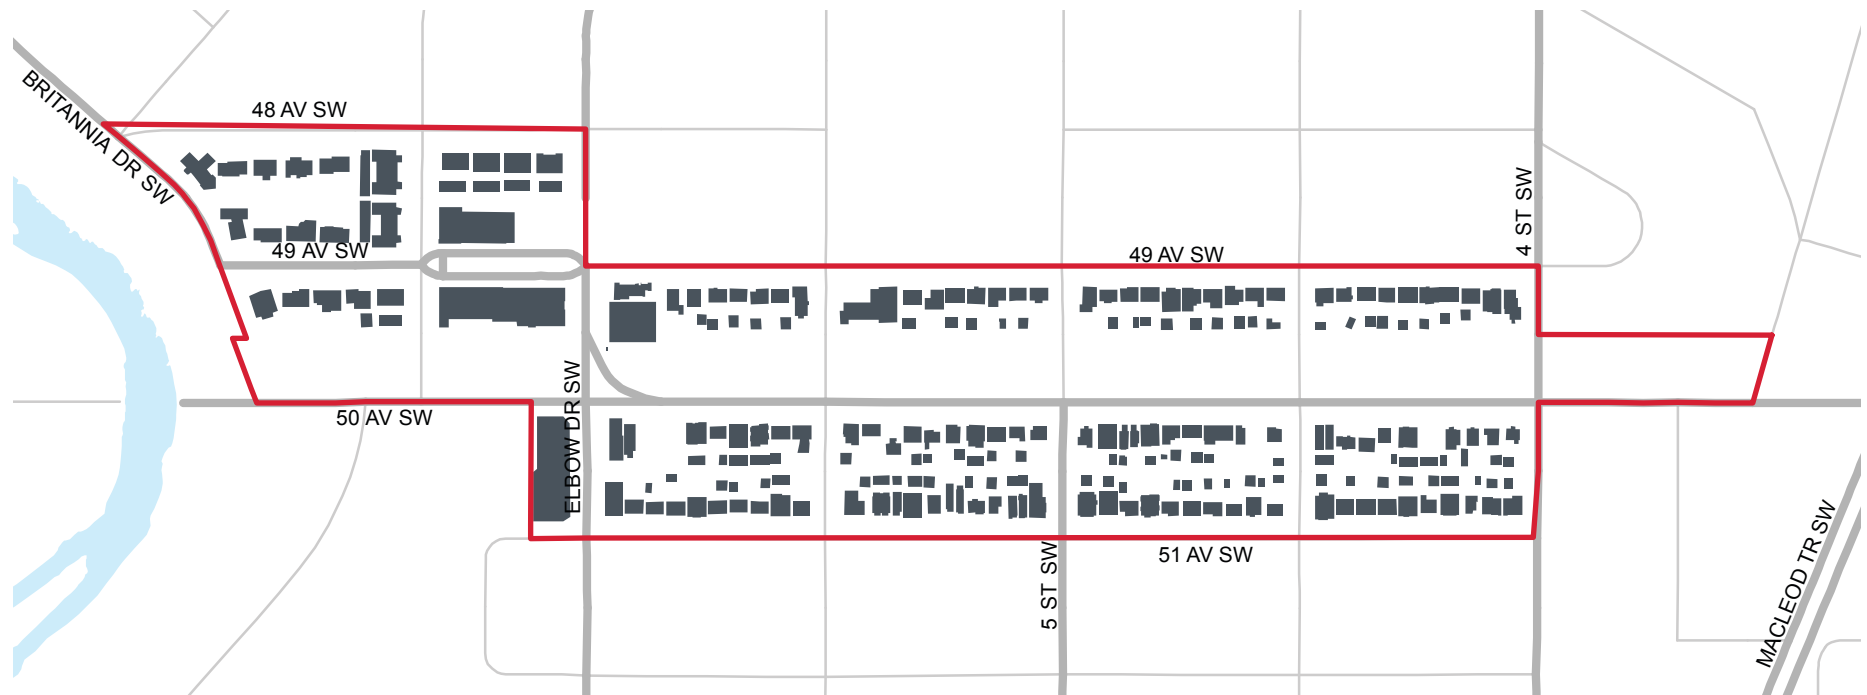 48 AV SW
BRITANNIA DR SW
49 AV SW
49 AV SW
4 ST SW
50 AV SW
ELBOW DR SW
51 AV SW
5 ST SW
MACLEOD TR SW